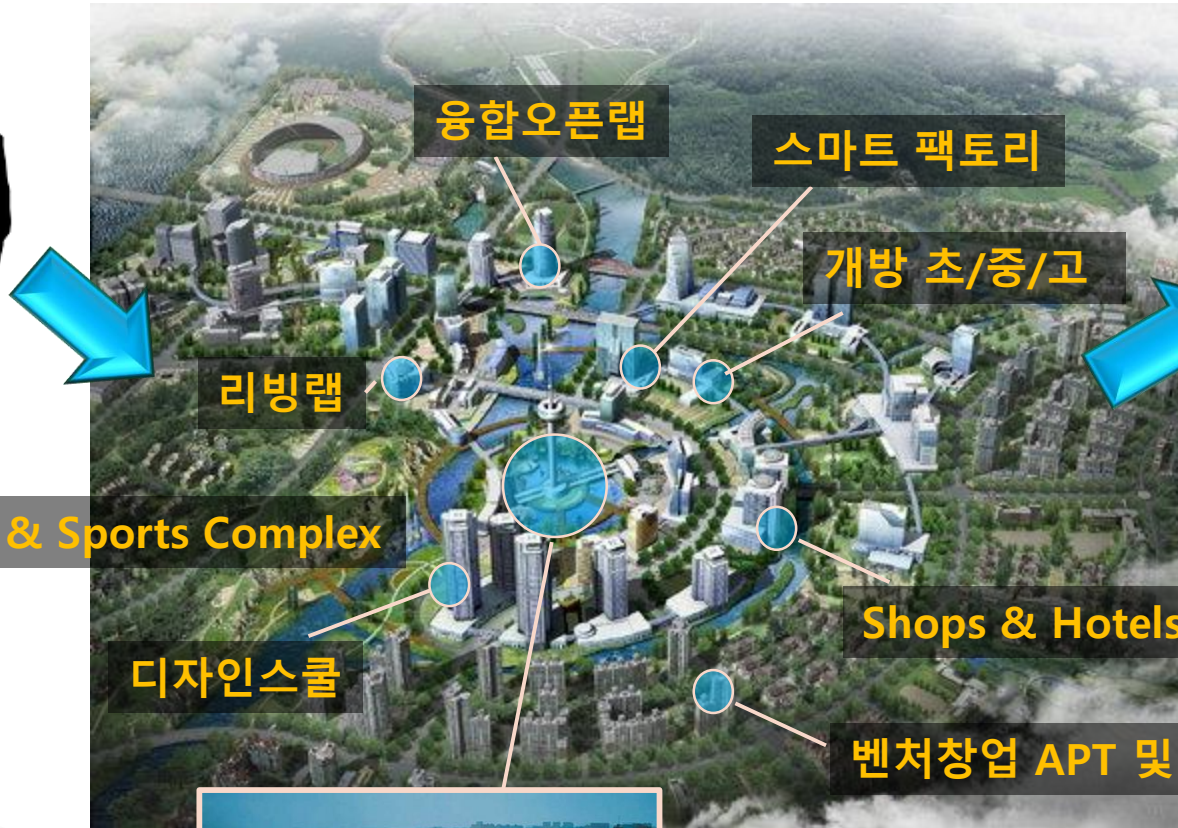 융합오픈랩
스마트 팩토리
개방 초/중/고
리빙랩
& Sports Complex
Shops & Hotels
디자인스쿨
벤처창업 APT 및